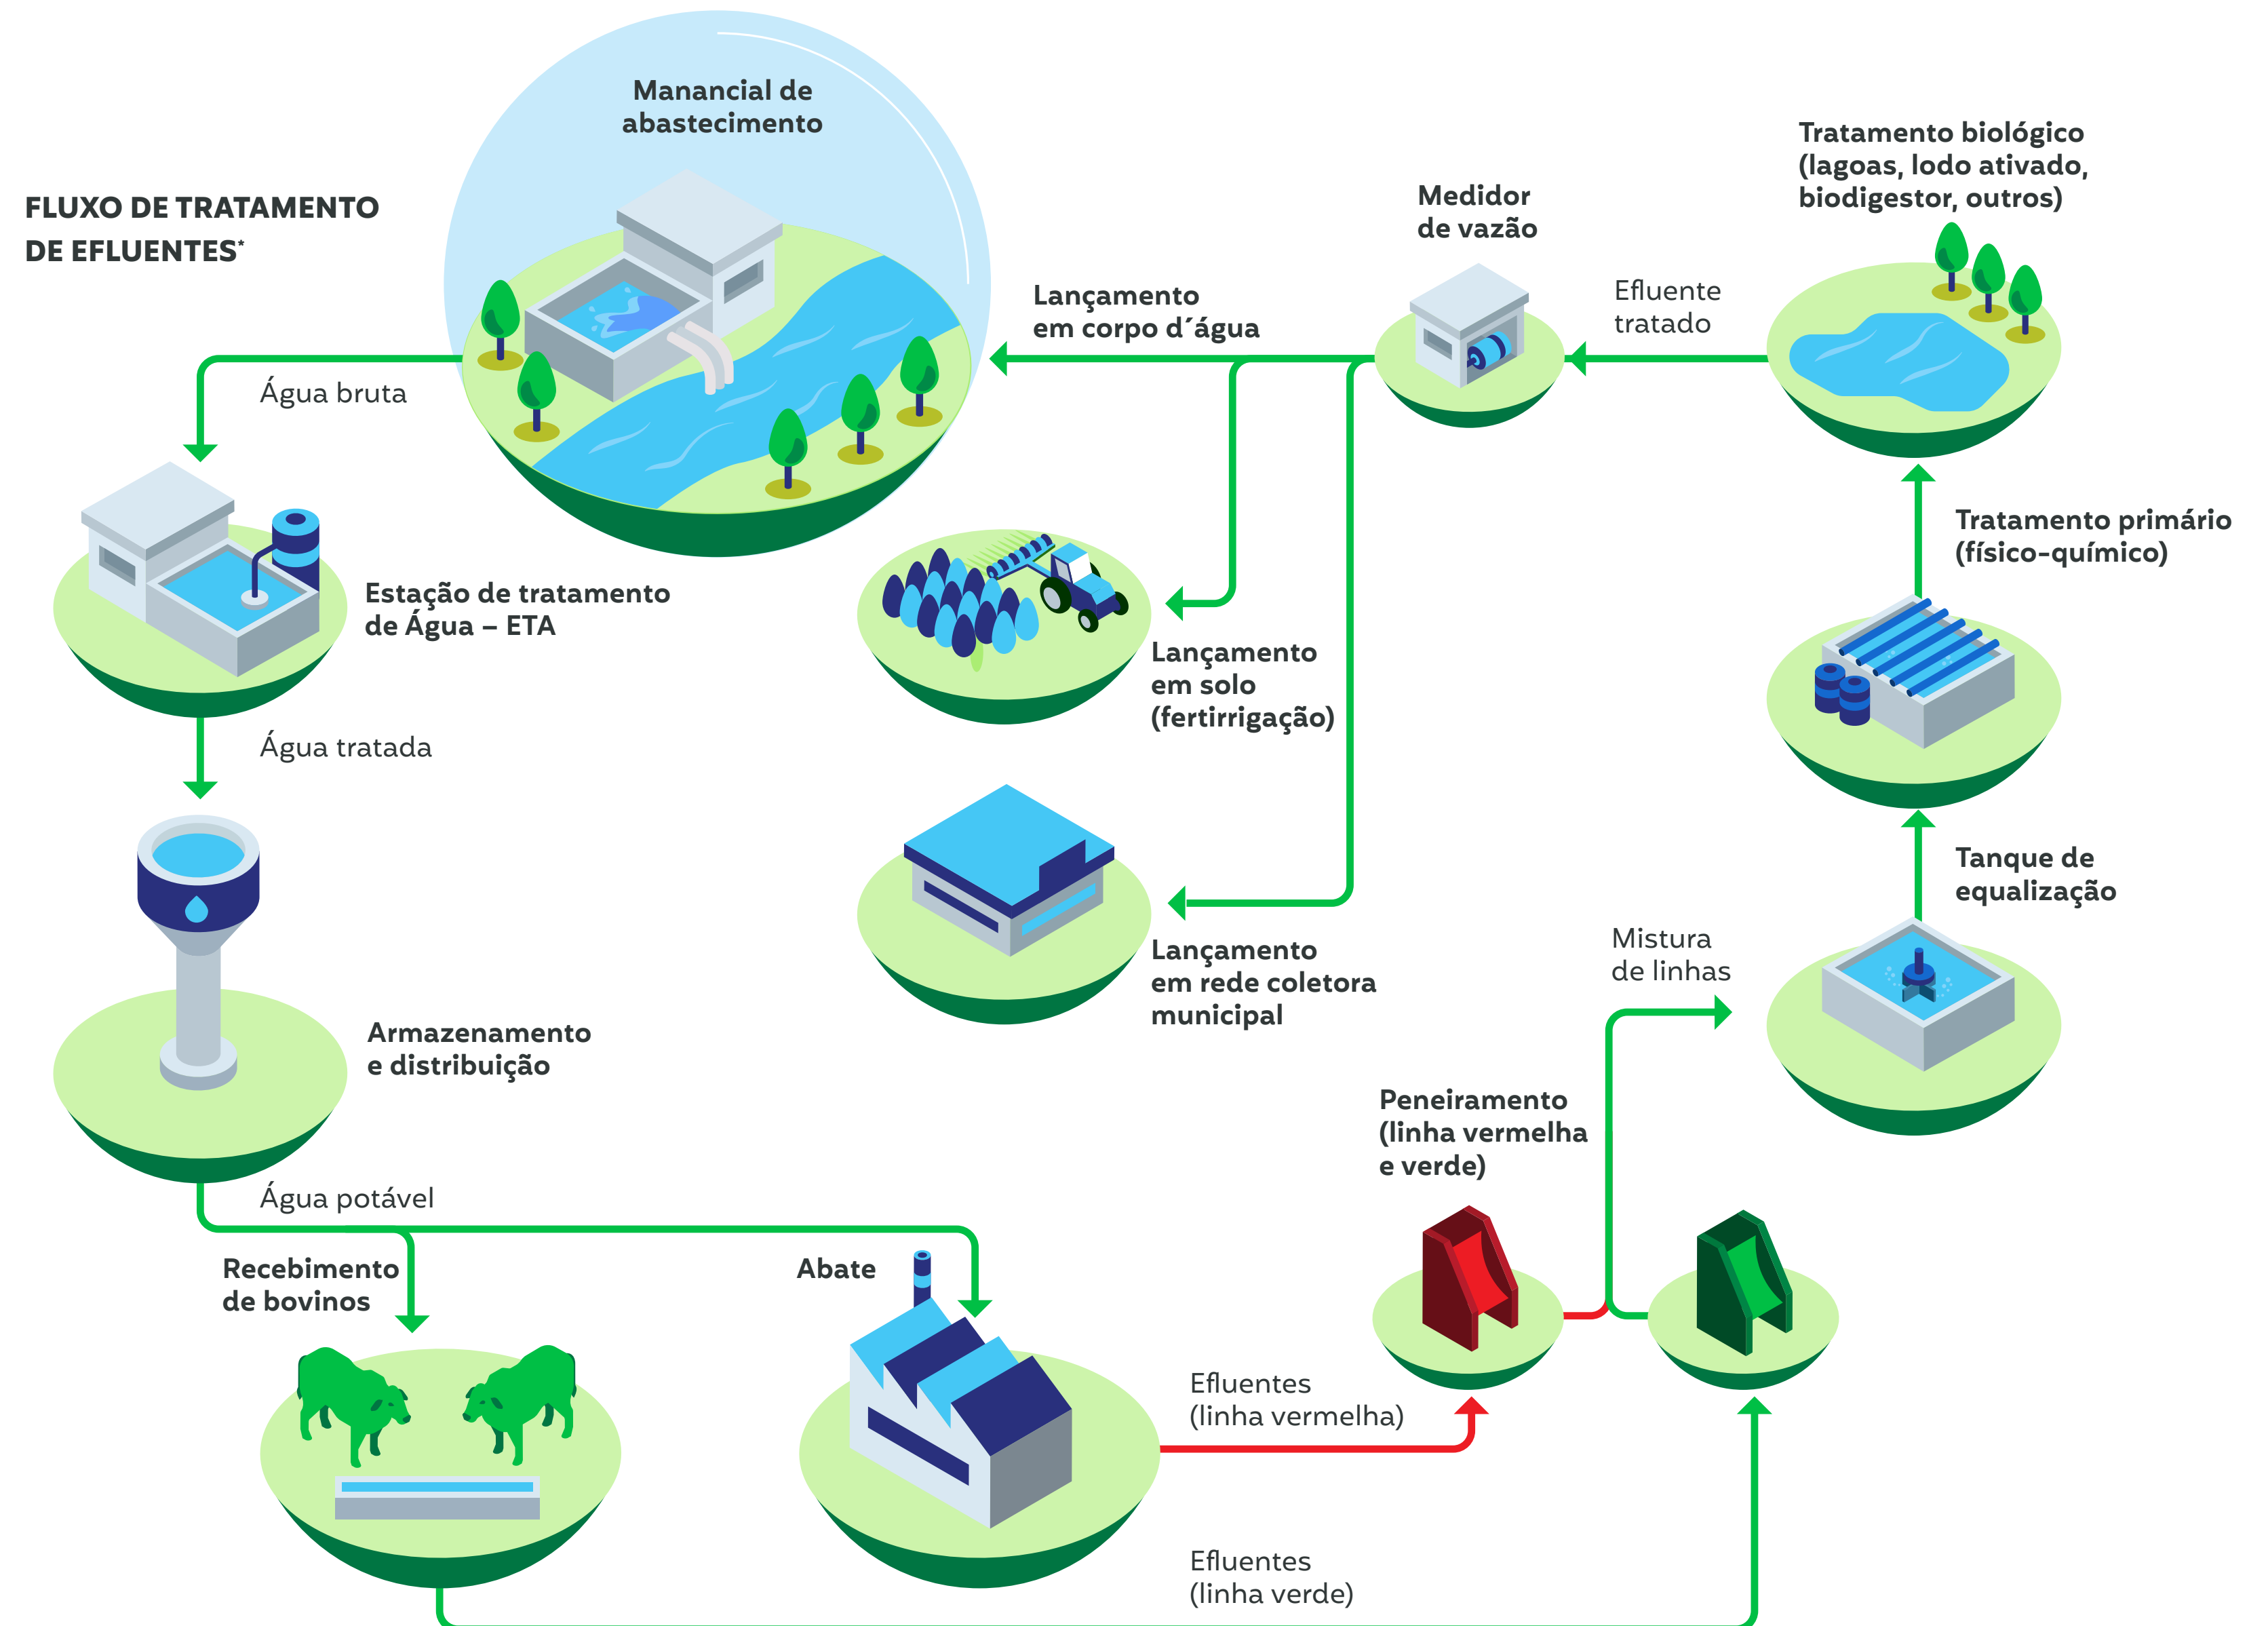 FLUXO DE TRATAMENTO
DE EFLUENTES*
Manancial de
abastecimento
Água bruta
Estação de tratamento
de Água – ETA
Água tratada
Armazenamento
e distribuição
Água potável
Recebimento
de bovinos
Abate
Efluentes
(linha vermelha)
Efluentes
(linha verde)
Peneiramento
(linha vermelha
e verde)
Mistura
de linhas
Tanque de
equalização
Tratamento primário
(físico-químico)
Tratamento biológico
(lagoas, lodo ativado,
biodigestor, outros)
Efluente
tratado
Medidor
de vazão
Lançamento
em corpo d´água
Lançamento
em solo
(fertirrigação)
Lançamento
em rede coletora
municipal